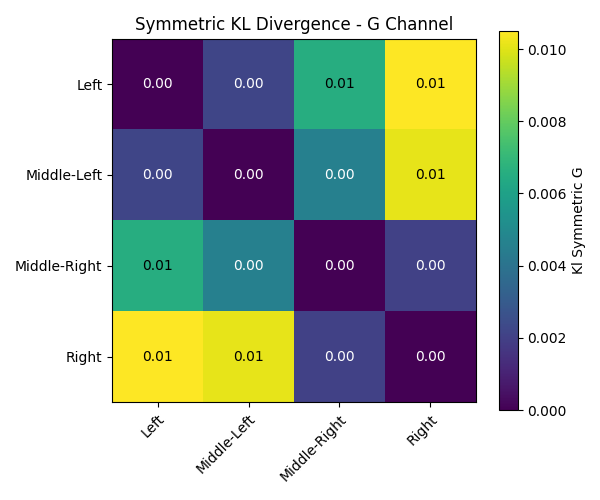 Symmetric KL Divergence - G Channel
Left 0.00 0.00 0.01 0.01
Middle-Left 0.00 0.00 0.00 0.01
Middle-Right 0.01 0.00 0.00 0.00
Right 0.01 0.01 0.00 0.00
Left Middle-Left Middle-Right Right
0.010
0.008
0.006
0.004
0.002
0.000
Kl Symmetric G